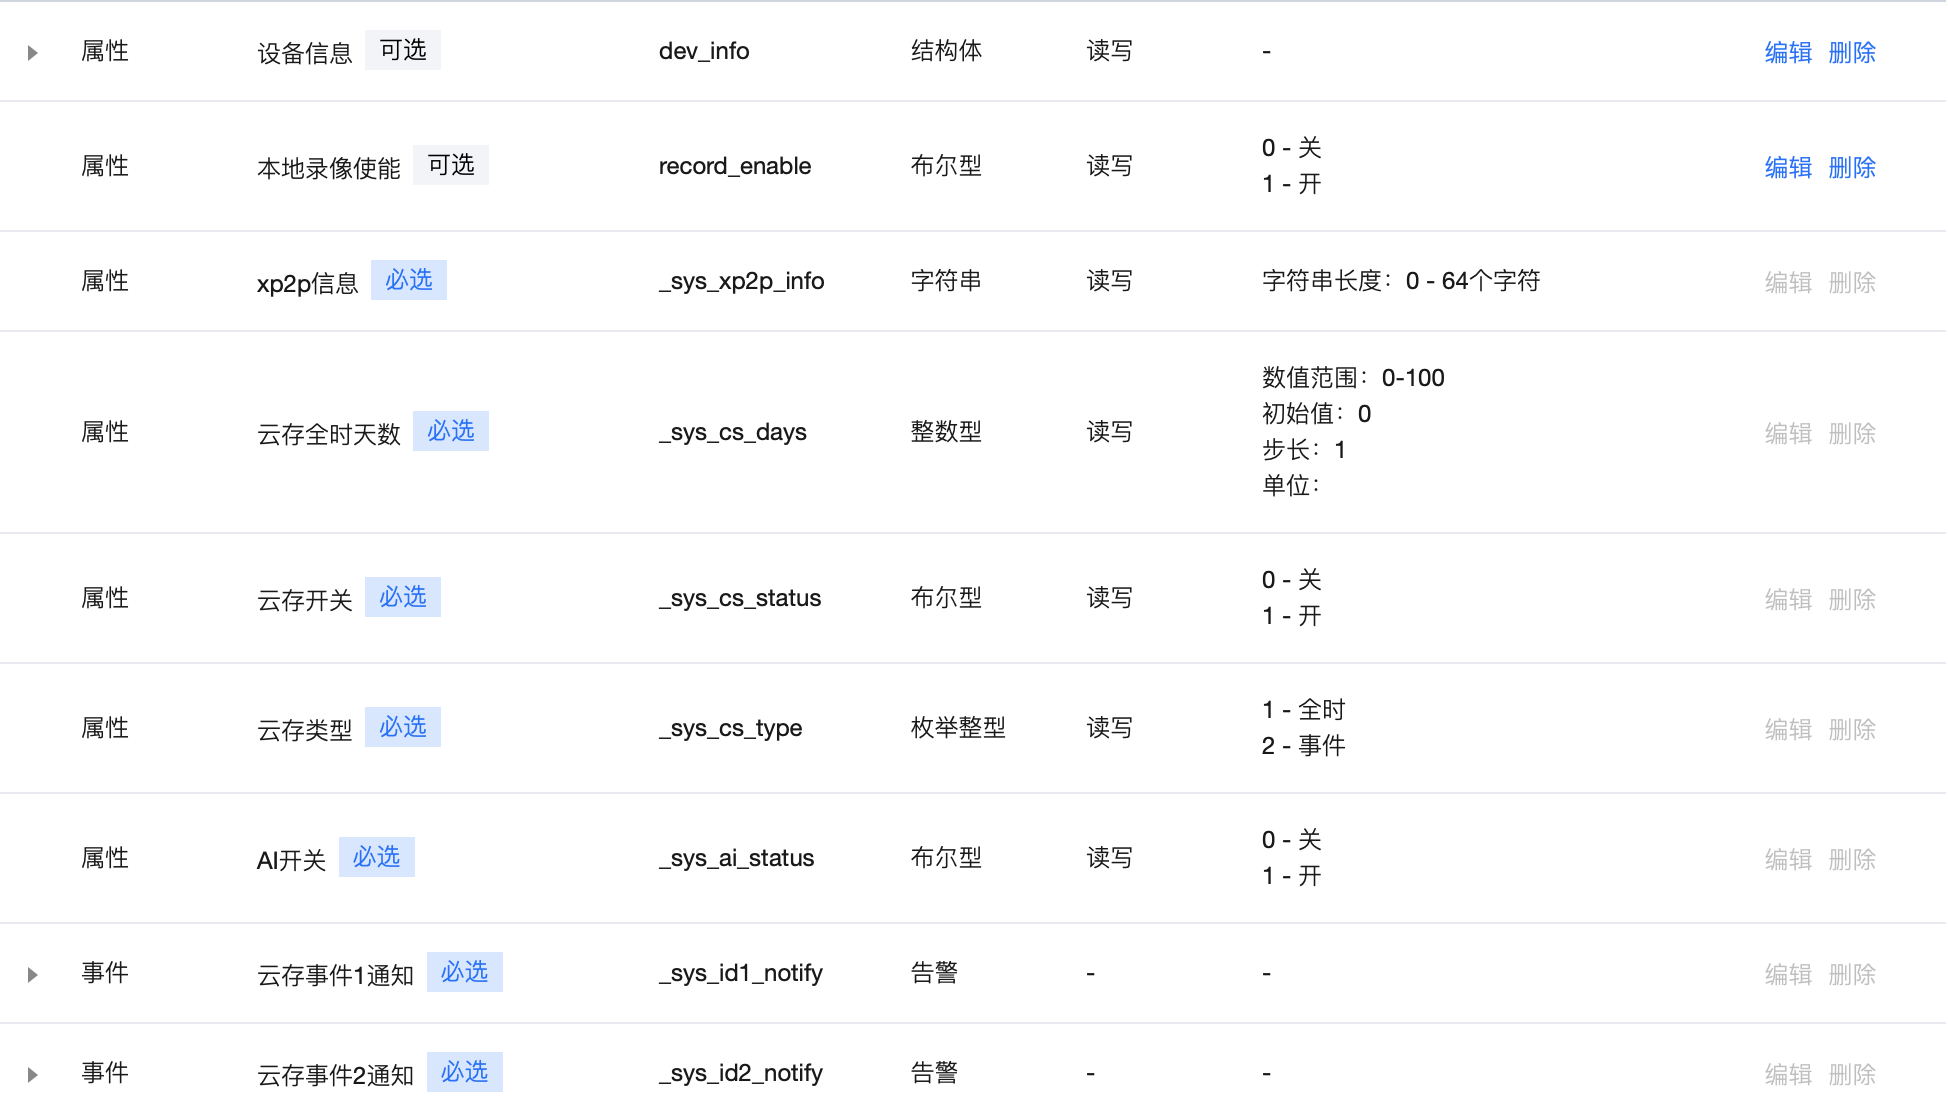 属性 设备信息 可选 dev_info 结构体 读写 - 编辑 删除
属性 本地录像使能 可选 record_enable 布尔型 读写 0 - 关
1 - 开 编辑 删除
属性 xp2p信息 必选 _sys_xp2p_info 字符串 读写 字符串长度：0 - 64个字符 编辑 删除
属性 云存全时天数 必选 _sys_cs_days 整数型 读写 数值范围：0-100
初始值：0
步长：1
单位： 编辑 删除
属性 云存开关 必选 _sys_cs_status 布尔型 读写 0 - 关
1 - 开 编辑 删除
属性 云存类型 必选 _sys_cs_type 枚举整型 读写 1 - 全时
2 - 事件 编辑 删除
属性 AI开关 必选 _sys_ai_status 布尔型 读写 0 - 关
1 - 开 编辑 删除
事件 云存事件1通知 必选 _sys_id1_notify 告警 - - 编辑 删除
事件 云存事件2通知 必选 _sys_id2_notify 告警 - - 编辑 删除